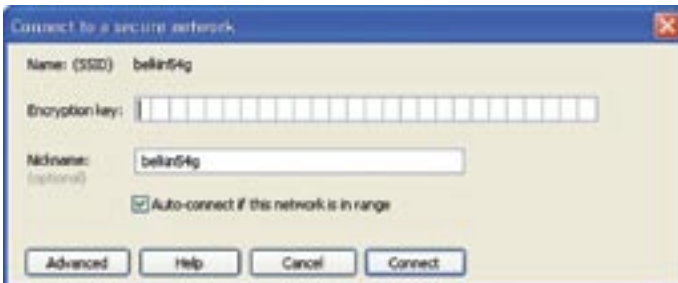 Connect to a secure network
Name: (SSID) belkin54g
Encryption key:
Nickname: belkin54g
(optional)
Auto-connect if this network is in range
Advanced Help Cancel Connect